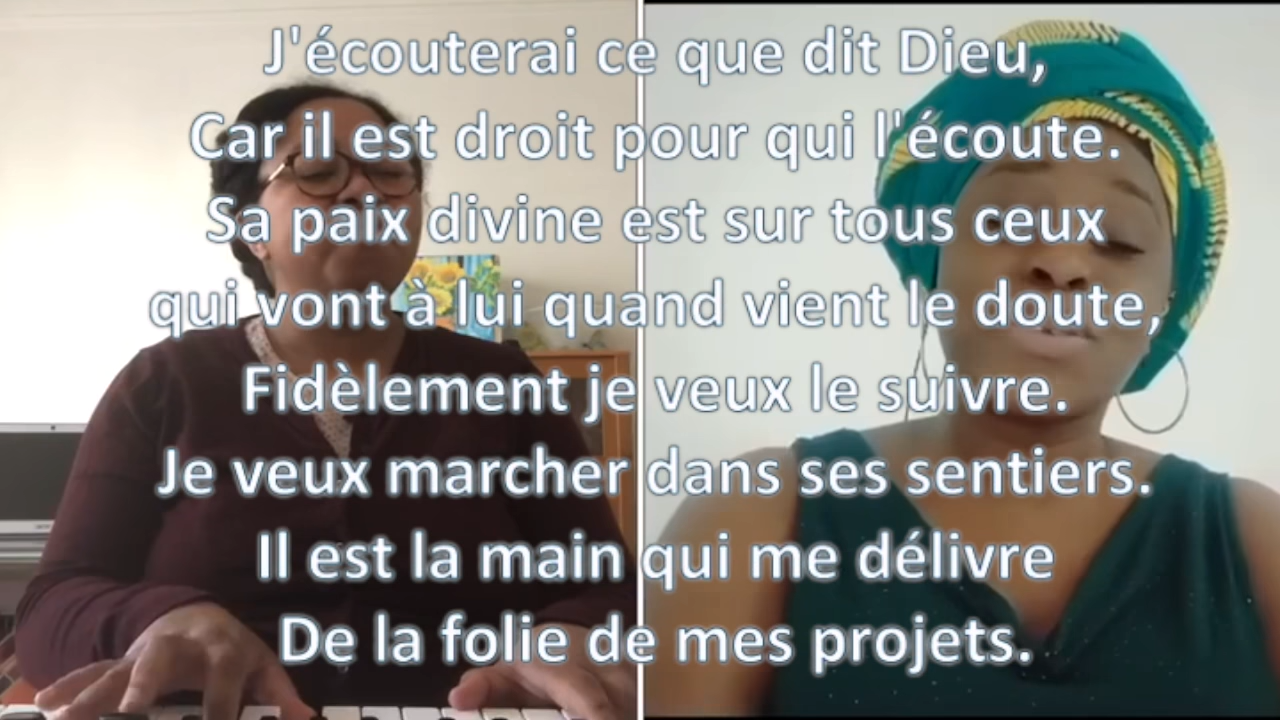 J'écouterai ce que dit Dieu,
Car il est droit pour qui l'écoute.
Sa paix divine est sur tous ceux
qui vont à lui quand vient le doute,
Fidèlement je veux le suivre.
Je veux marcher dans ses sentiers.
Il est la main qui me délivre
De la folie de mes projets.